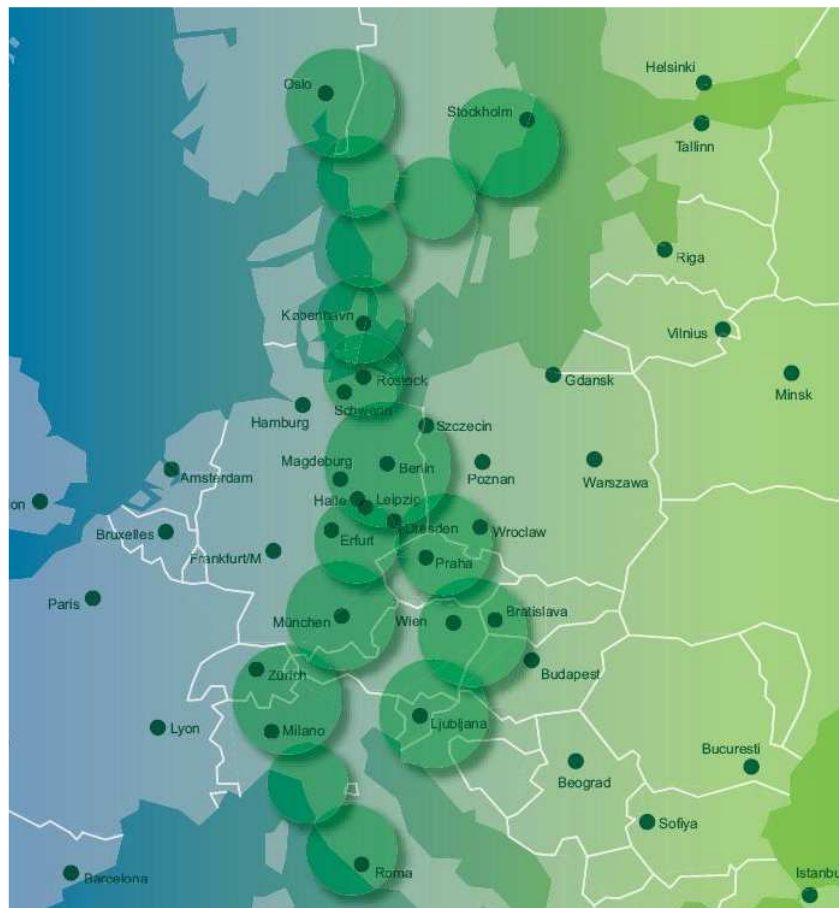 Helsinki
Oslo
Stockholm
Tallinn
Riga
København
Vilnius
Rostock
Gdansk
Minsk
Schwerin
Hamburg
Szczecin
Magdeburg
Berlin
Poznan
Warszawa
Amsterdam
Halle
Leipzig
on
Bruxelles
Erfurt
Dresden
Wroclaw
Frankfurt/M
Praha
Paris
München
Wien
Bratislava
Zürich
Budapest
Lyon
Milano
Ljubljana
Bucuresti
Beograd
Sofiya
Barcelona
Roma
Istanbu